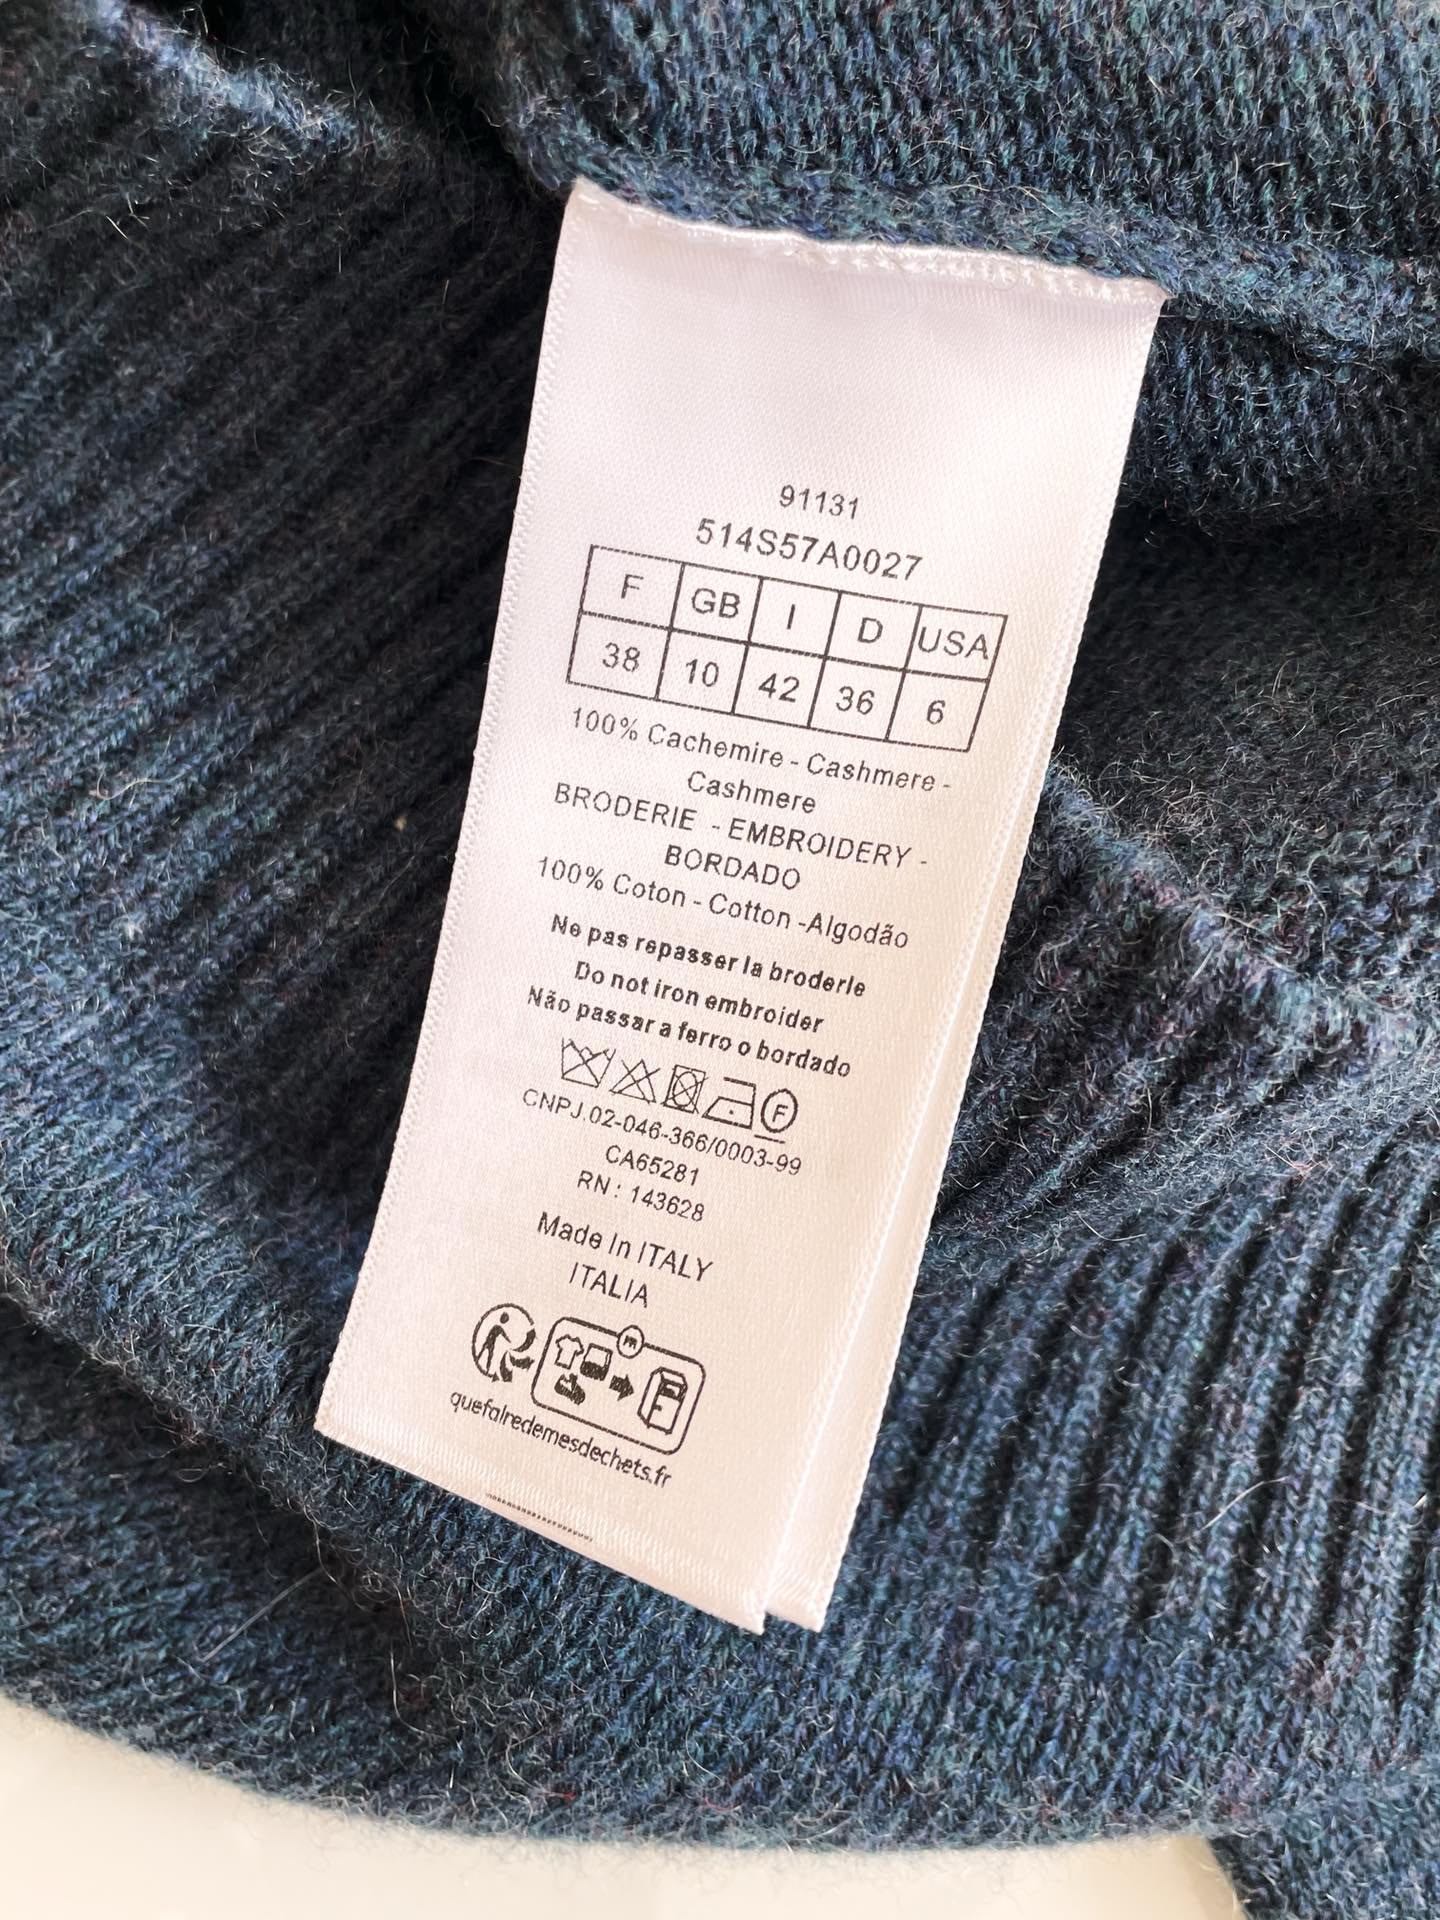 91131
514S57A0027
F GB I D USA
38 10 42 36 6
100% Cachemire - Cashmere -
Cashmere
BRODERIE - EMBROIDERY -
BORDADO
100% Coton - Cotton -Algodão
Ne pas repasser la broderie
Do not iron embroider
Não passar a ferro o bordado
F
CNPJ.02-046-366/0003-99
CA65281
RN : 143628
Made in ITALY
ITALIA
FR
quefairedemesdechets.fr